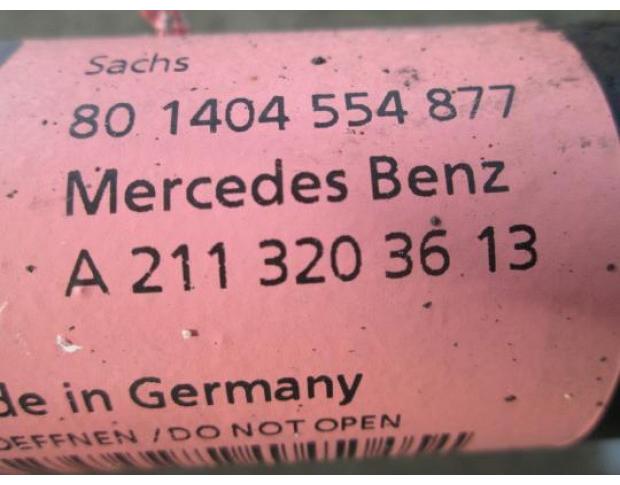 Sachs
80 1404 554 877
Mercedes Benz
A 211 320 36 13
de in Germany
OEFFNEN / DO NOT OPEN